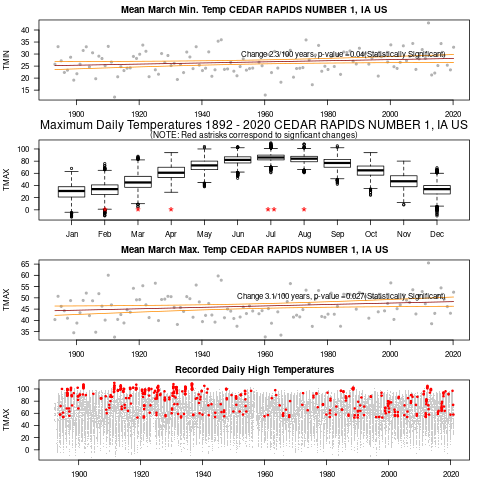 Mean March Min. Temp CEDAR RAPIDS NUMBER 1, IA US
TMIN
40
35
30
25
20
15
Change 2.3/100 years, p-value =0.04(Statistically Significant)
1900 1920 1940 1960 1980 2000 2020
Maximum Daily Temperatures 1892 - 2020 CEDAR RAPIDS NUMBER 1, IA US
(NOTE: Red astrisks correspond to signficant changes)
TMAX
100
80
60
40
20
0
* * * ** *
Jan Feb Mar Apr May Jun Jul Aug Sep Oct Nov Dec
Mean March Max. Temp CEDAR RAPIDS NUMBER 1, IA US
TMAX
65
60
55
50
45
40
35
Change 3.1/100 years, p-value =0.027(Statistically Significant)
1900 1920 1940 1960 1980 2000 2020
Recorded Daily High Temperatures
TMAX
100
80
60
40
20
0
1900 1920 1940 1960 1980 2000 2020